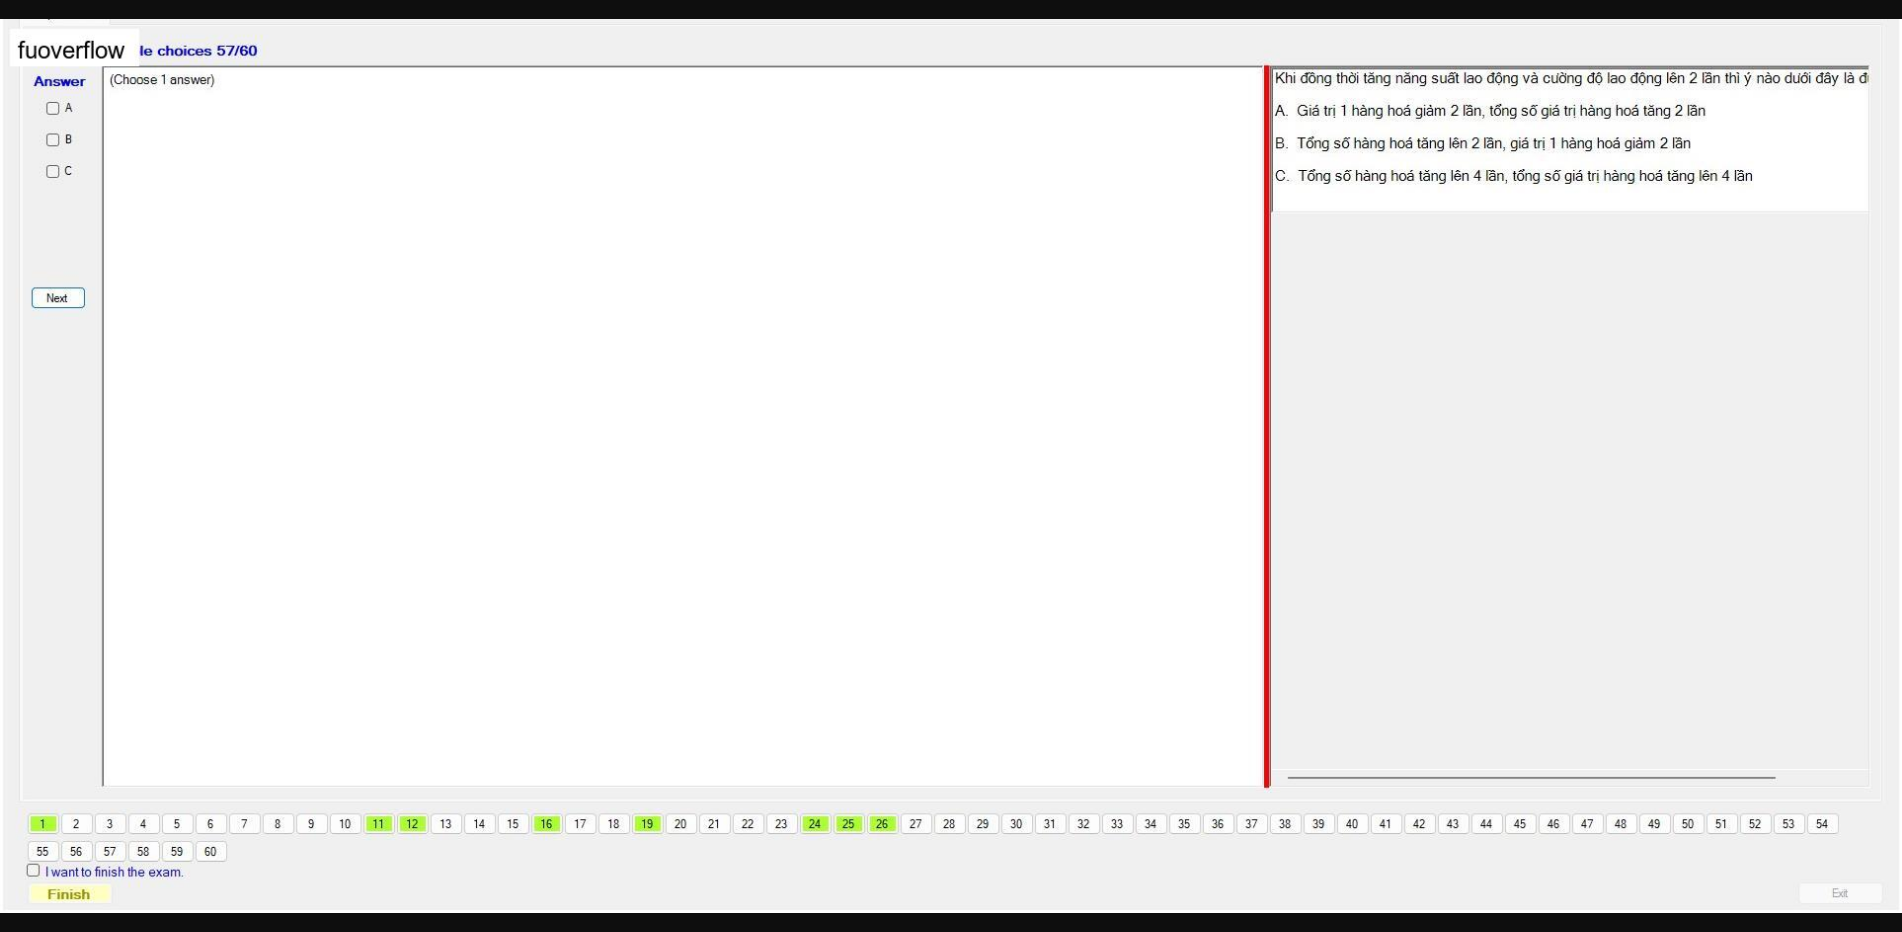 fuoverflow le choices 57/60
Answer
(Choose 1 answer)
A
B
C
Next
Khi đồng thời tăng năng suất lao động và cường độ lao động lên 2 lần thì ý nào dưới đây là
A. Giá trị 1 hàng hoá giảm 2 lần, tổng số giá trị hàng hoá tăng 2 lần
B. Tổng số hàng hoá tăng lên 2 lần, giá trị 1 hàng hoá giảm 2 lần
C. Tổng số hàng hoá tăng lên 4 lần, tổng số giá trị hàng hoá tăng lên 4 lần
1 2 3 4 5 6 7 8 9 10 11 12 13 14 15 16 17 18 19 20 21 22 23 24 25 26 27 28 29 30 31 32 33 34 35 36 37 38 39 40 41 42 43 44 45 46 47 48 49 50 51 52 53 54
55 56 57 58 59 60
I want to finish the exam.
Finish
Exit